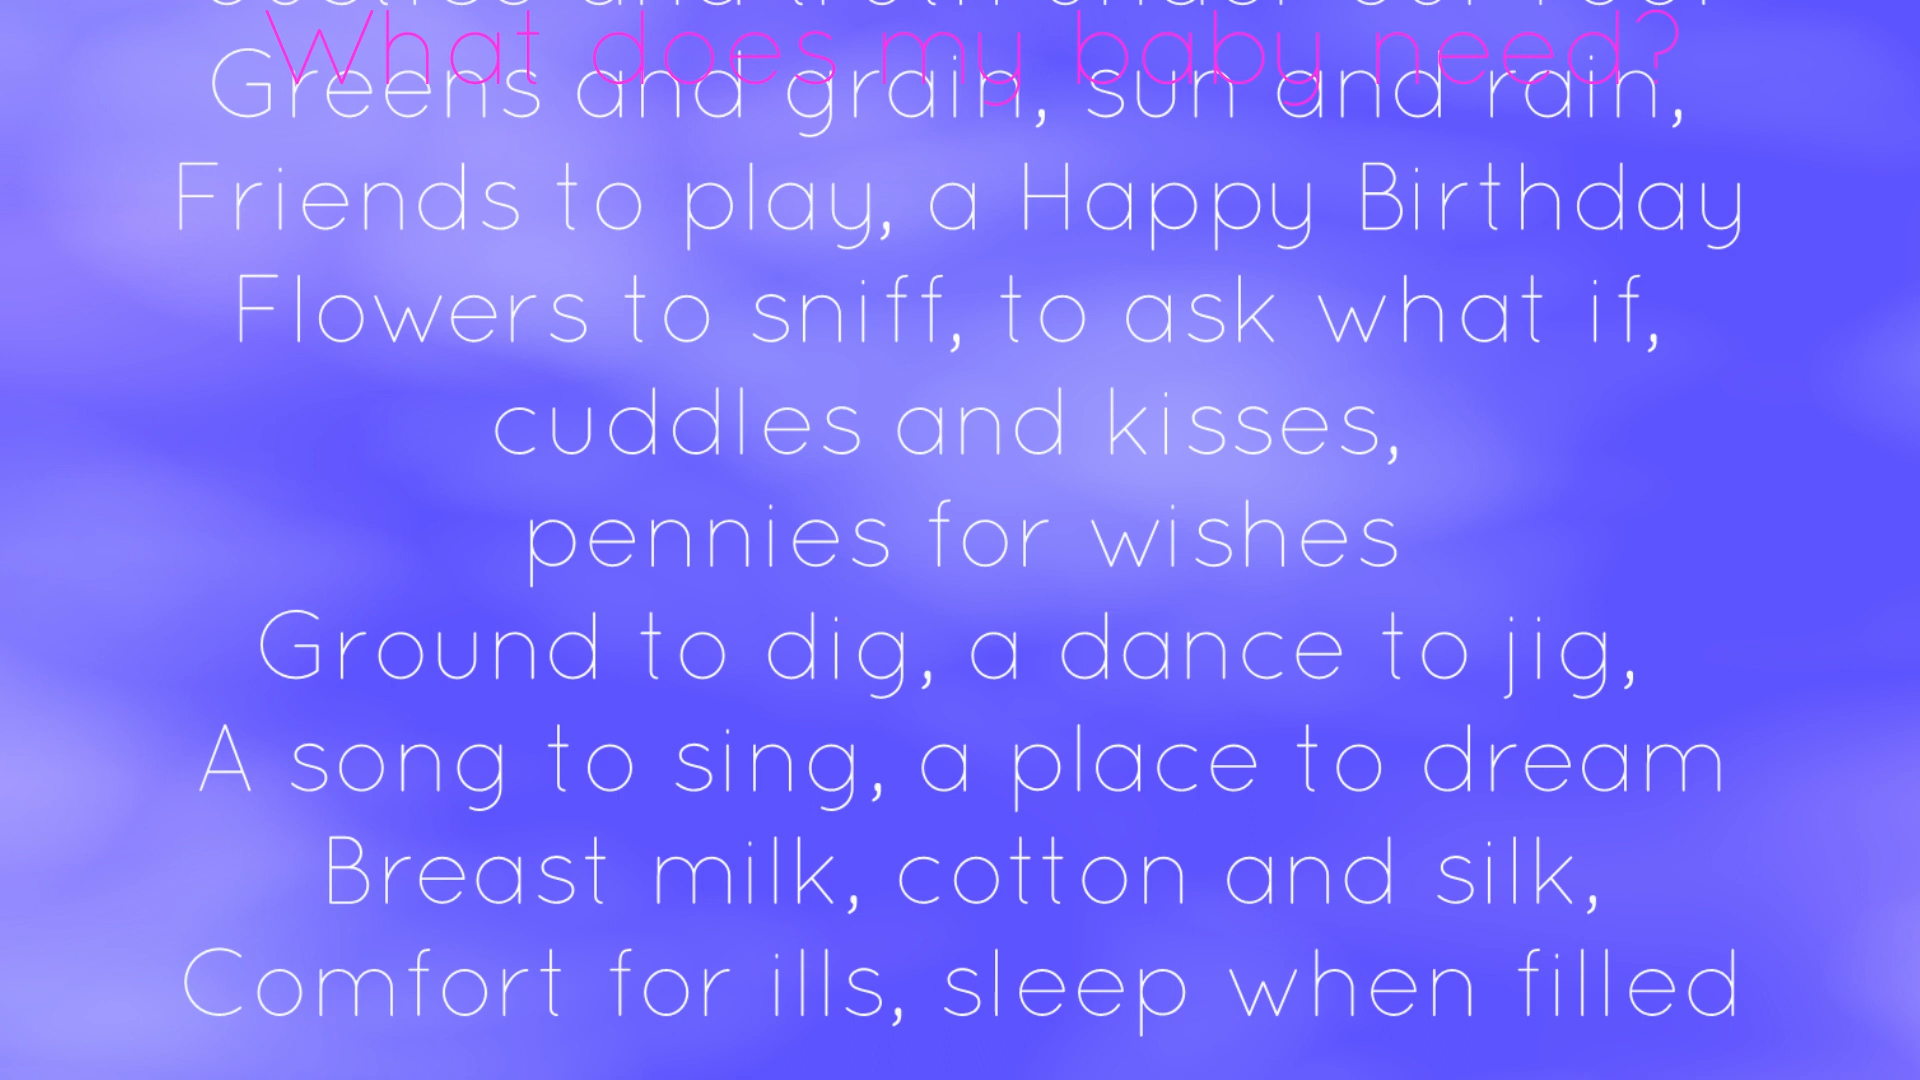 What does my baby need?
Greens and grain, sun and rain,
Friends to play, a Happy Birthday
Flowers to sniff, to ask what if,
cuddles and kisses,
pennies for wishes
Ground to dig, a dance to jig,
A song to sing, a place to dream
Breast milk, cotton and silk,
Comfort for ills, sleep when filled